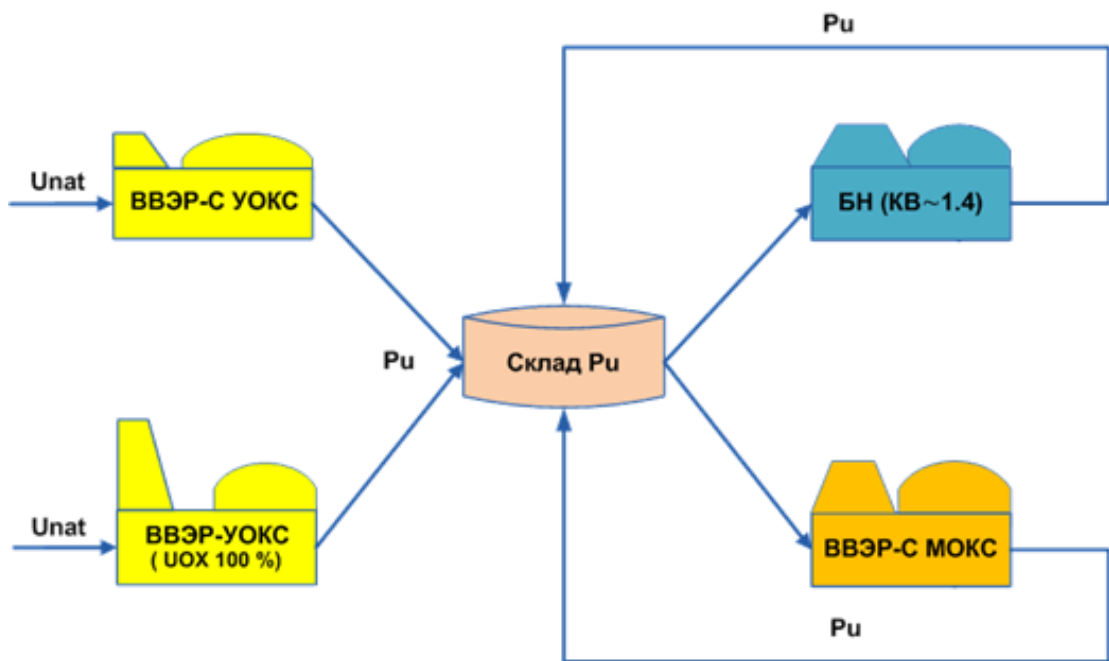 Pu
Unat
ВВЭР-С УОКС
БН (КВ~1.4)
Pu
Склад Pu
Unat
ВВЭР-УОКС
( UOX 100 %)
ВВЭР-С МОКС
Pu